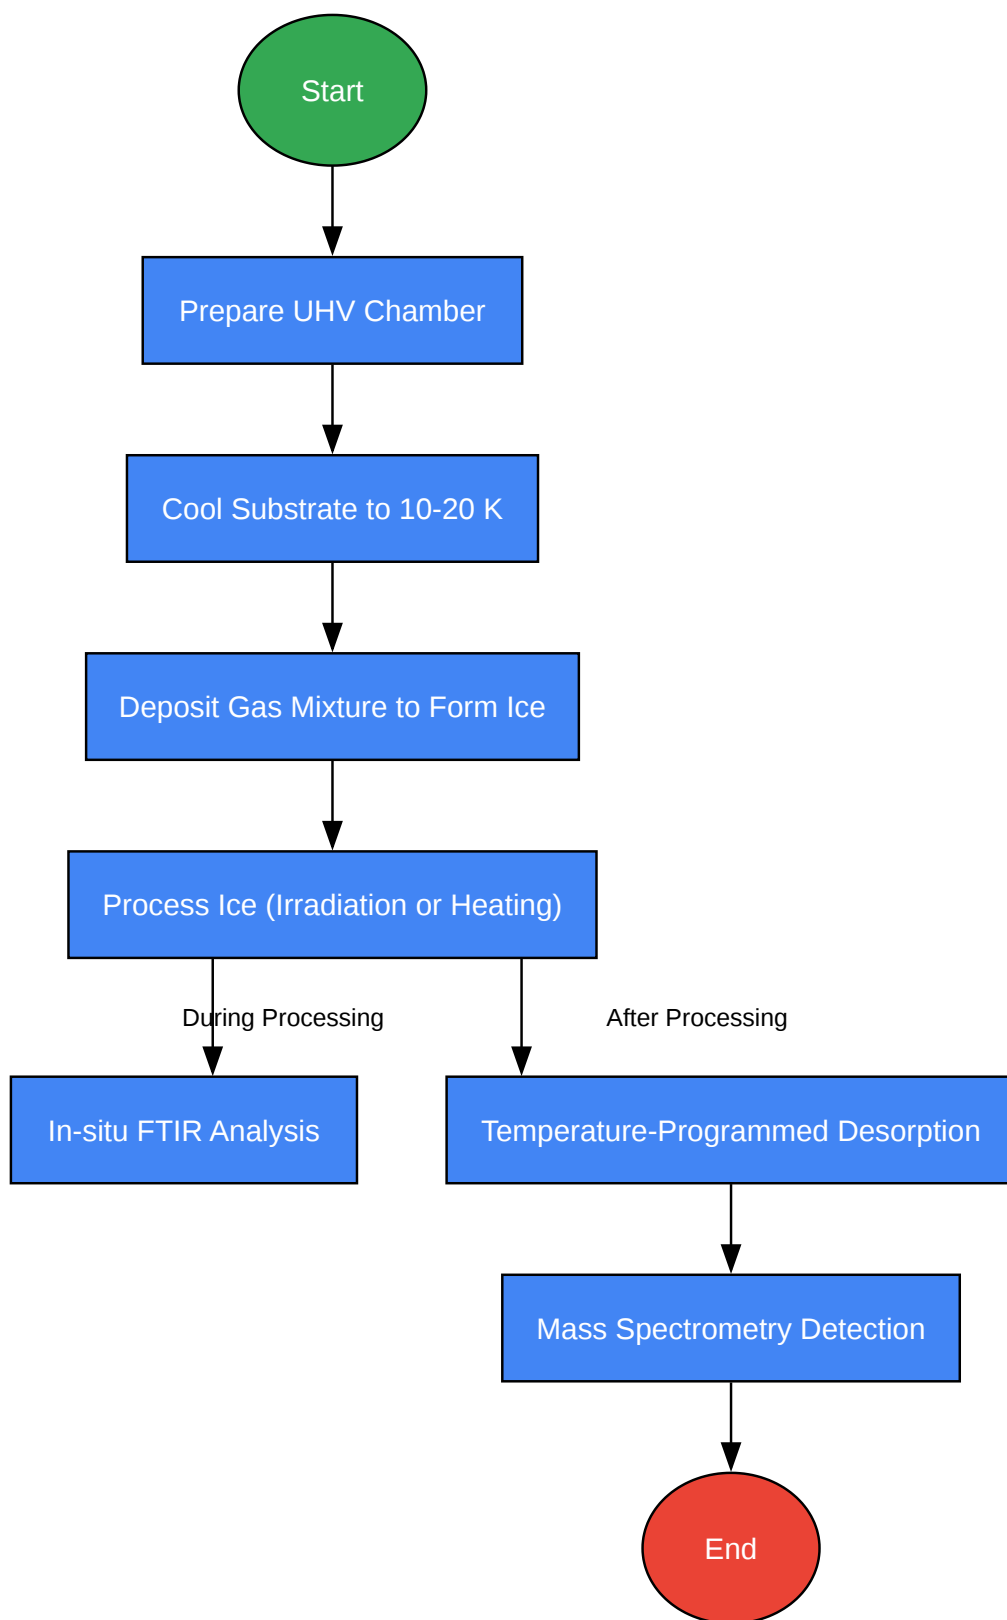 Start
Prepare UHV Chamber
Cool Substrate to 10-20 K
Deposit Gas Mixture to Form Ice
Process Ice (Irradiation or Heating)
During Processing
After Processing
In-situ FTIR Analysis
Temperature-Programmed Desorption
Mass Spectrometry Detection
End